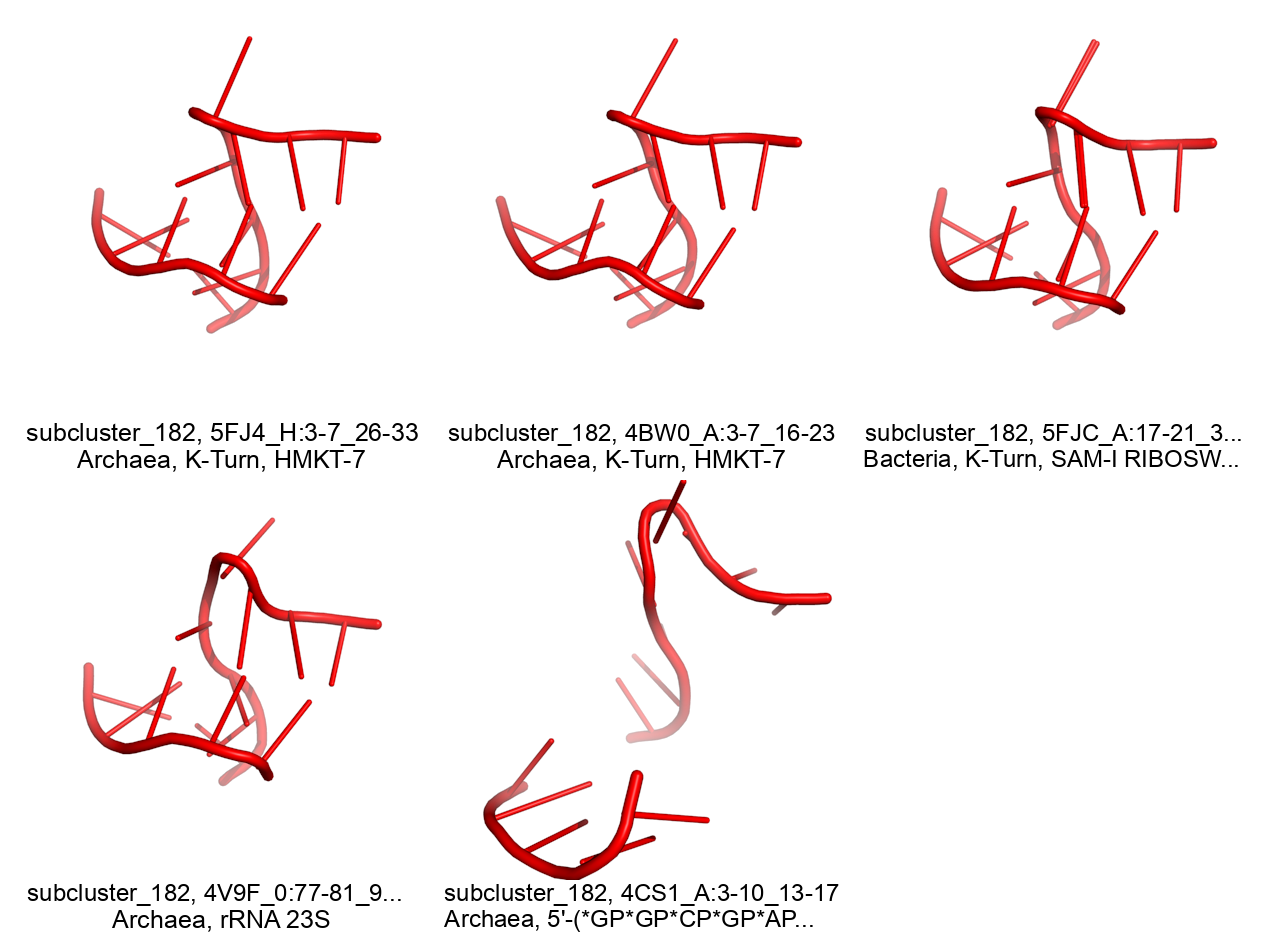 subcluster_182, 5FJ4_H:3-7_26-33
Archaea, K-Turn, HMKT-7
subcluster_182, 4BW0_A:3-7_16-23
Archaea, K-Turn, HMKT-7
subcluster_182, 5FJC_A:17-21_3...
Bacteria, K-Turn, SAM-I RIBOSW...
subcluster_182, 4V9F_0:77-81_9...
Archaea, rRNA 23S
subcluster_182, 4CS1_A:3-10_13-17
Archaea, 5'-(*GP*GP*CP*GP*AP...